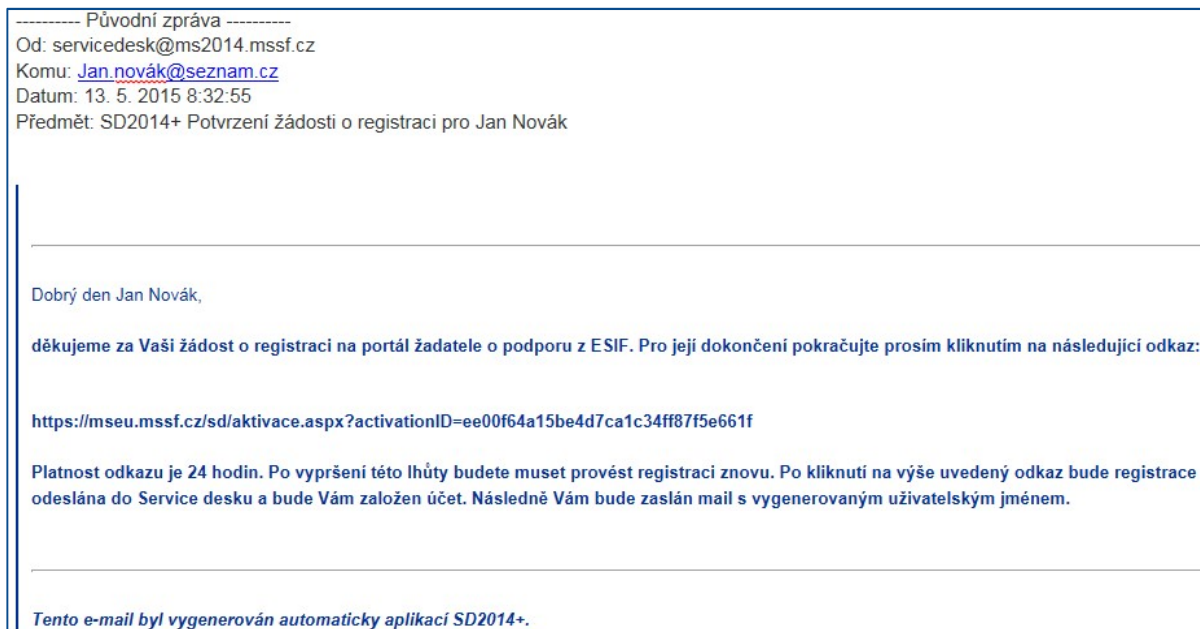 ---------- Původní zpráva ----------
Od: servicedesk@ms2014.mssf.cz
Komu: Jan.novák@seznam.cz
Datum: 13. 5. 2015 8:32:55
Předmět: SD2014+ Potvrzení žádosti o registraci pro Jan Novák
Dobrý den Jan Novák,
děkujeme za Vaši žádost o registraci na portál žadatele o podporu z ESIF. Pro její dokončení pokračujte prosím kliknutím na následující odkaz:
https://mseu.mssf.cz/sd/aktivace.aspx?activationID=ee00f64a15be4d7ca1c34ff87f5e661f
Platnost odkazu je 24 hodin. Po vypršení této lhůty budete muset provést registraci znovu. Po kliknutí na výše uvedený odkaz bude registrace
odeslána do Service desku a bude Vám založen účet. Následně Vám bude zaslán mail s vygenerovaným uživatelským jménem.
Tento e-mail byl vygenerován automaticky aplikací SD2014+.